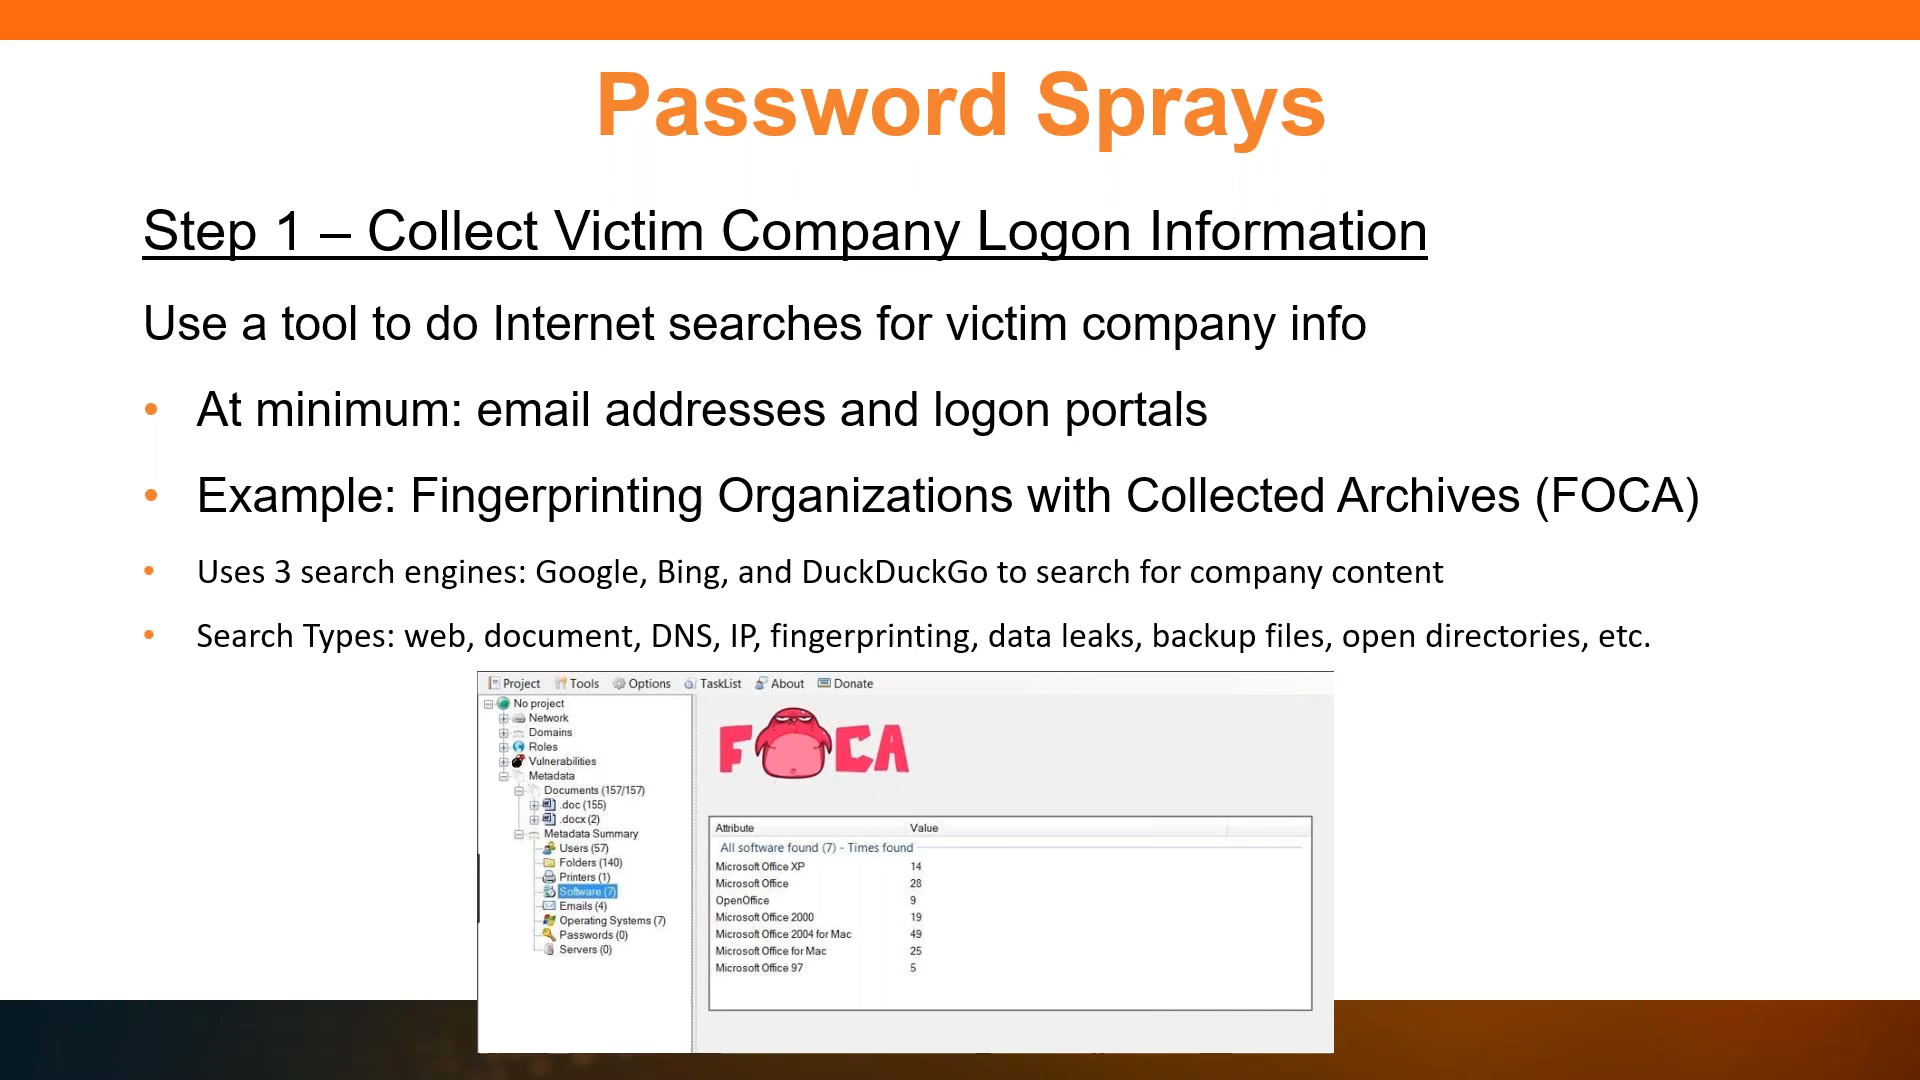 Password Sprays
Step 1 – Collect Victim Company Logon Information
Use a tool to do Internet searches for victim company info
• At minimum: email addresses and logon portals
• Example: Fingerprinting Organizations with Collected Archives (FOCA)
• Uses 3 search engines: Google, Bing, and DuckDuckGo to search for company content
• Search Types: web, document, DNS, IP, fingerprinting, data leaks, backup files, open directories, etc.
Project Tools Options TaskList About Donate
No project
Network
Domains
Roles
Vulnerabilities
Metadata
Documents (157/157)
.doc (155)
.docx (2)
Metadata Summary
Users (57)
Folders (140)
Printers (1)
Software (7)
Emails (4)
Operating Systems (7)
Passwords (0)
Servers (0)
FOCA
Attribute Value
All software found (7) - Times found
Microsoft Office XP 14
Microsoft Office 28
OpenOffice 9
Microsoft Office 2000 19
Microsoft Office 2004 for Mac 49
Microsoft Office for Mac 25
Microsoft Office 97 5